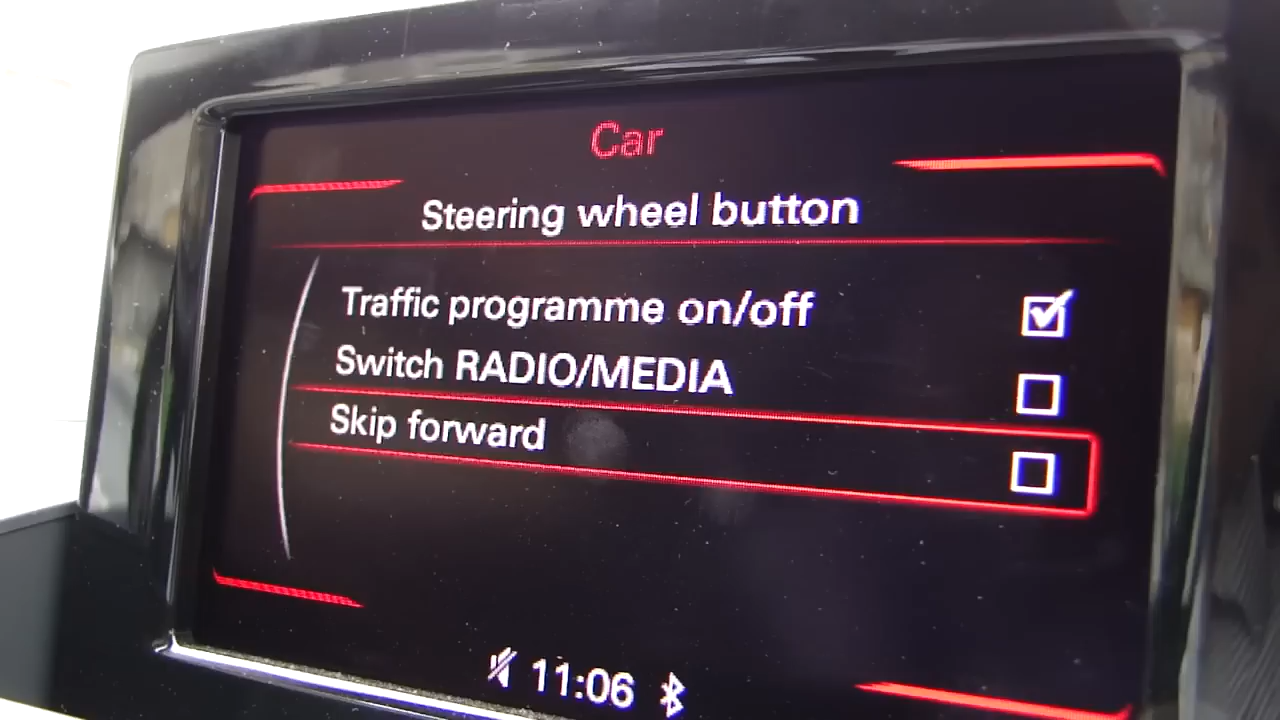 Car
Steering wheel button
Traffic programme on/off
Switch RADIO/MEDIA
Skip forward
11:06